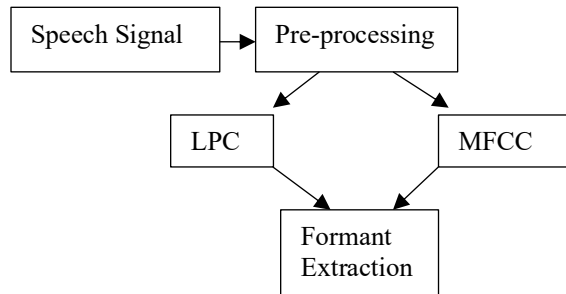 Speech Signal
Pre-processing
LPC
MFCC
Formant
Extraction